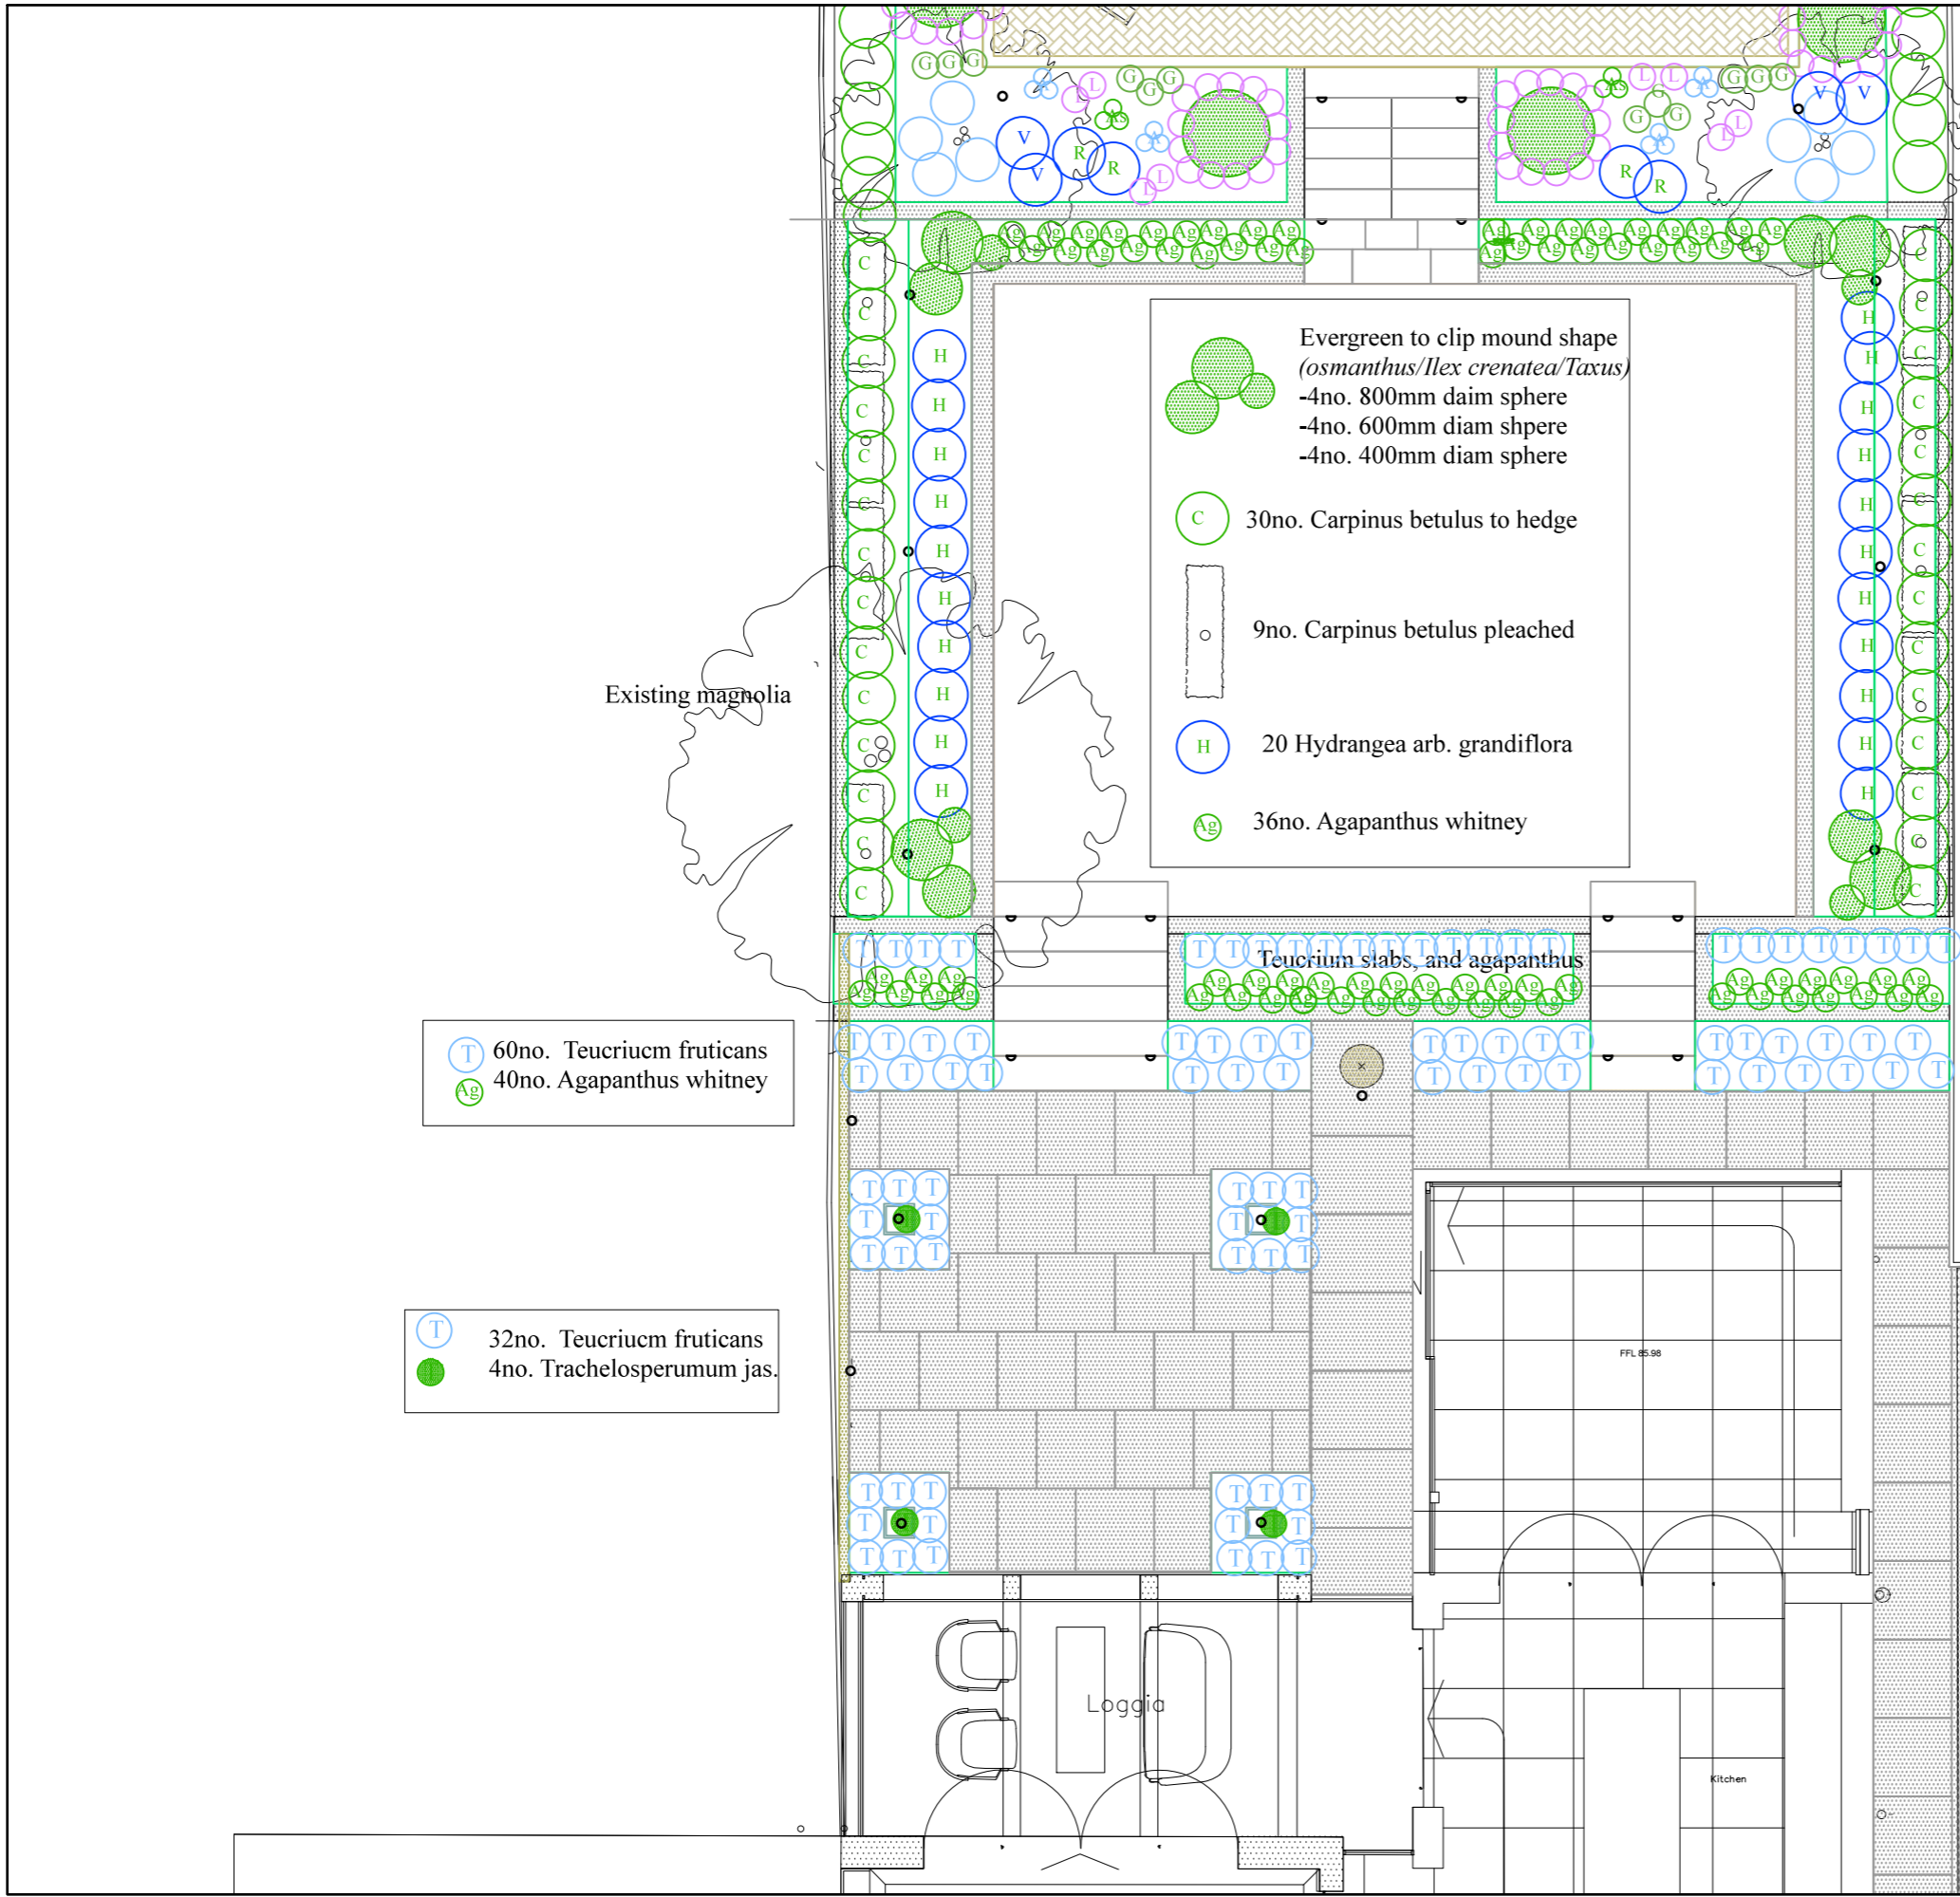 Evergreen to clip mound shape
(osmanthus/Ilex crenatea/Taxus)
-4no. 800mm daim sphere
-4no. 600mm diam shpere
-4no. 400mm diam sphere
C 30no. Carpinus betulus to hedge
9no. Carpinus betulus pleached
Existing magnolia
H 20 Hydrangea arb. grandiflora
Ag 36no. Agapanthus whitney
Teucrium slabs, and agapanthus
T 60no. Teucriucm fruticans
Ag 40no. Agapanthus whitney
T 32no. Teucriucm fruticans
4no. Trachelosperumum jas.
FFL 85.98
Loggia
Kitchen